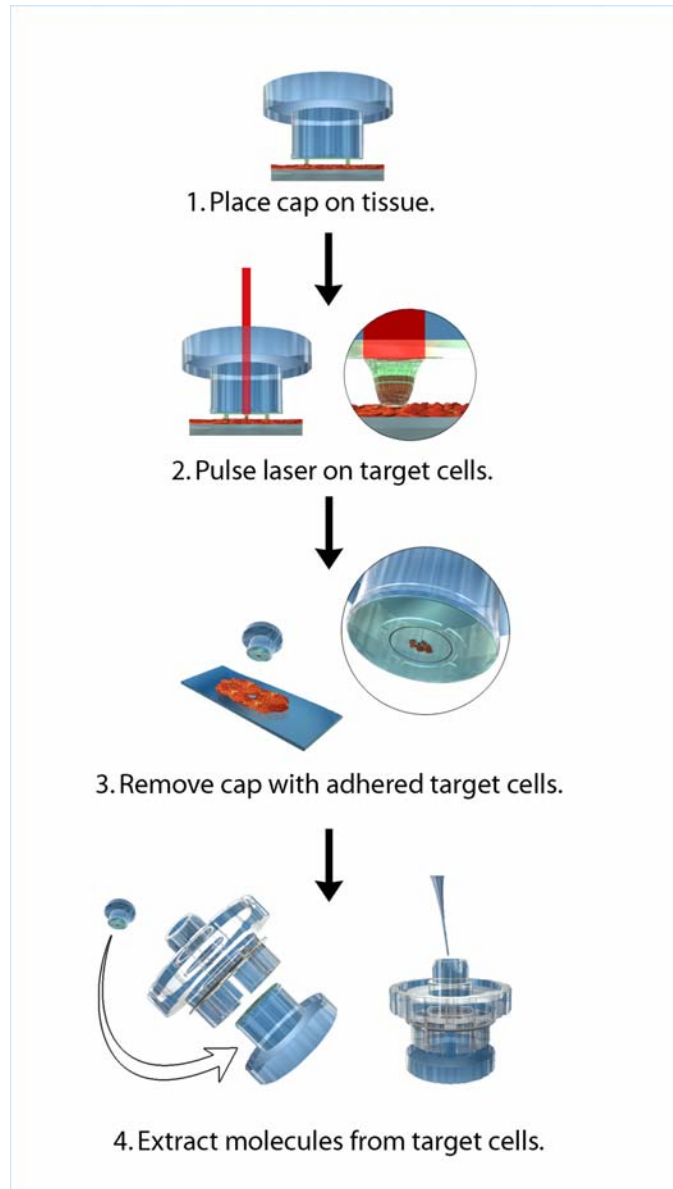 1. Place cap on tissue.
2. Pulse laser on target cells.
3. Remove cap with adhered target cells.
4. Extract molecules from target cells.